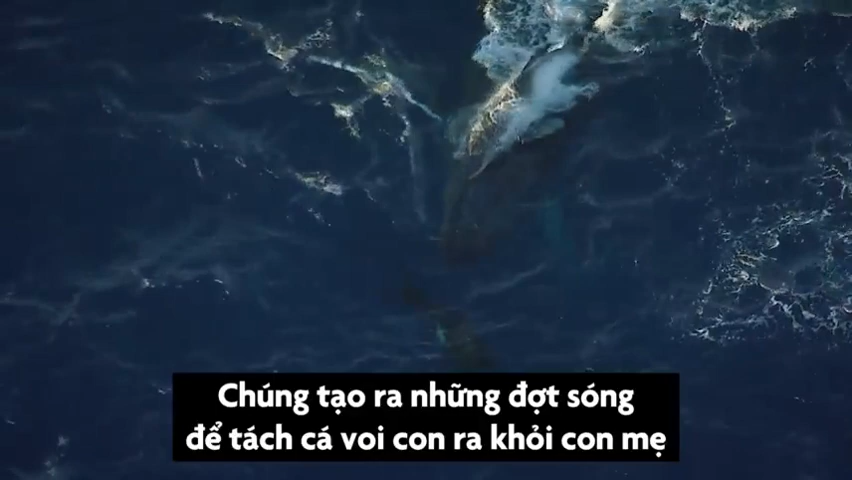 Chúng tạo ra những đợt sóng
để tách cá voi con ra khỏi con mẹ